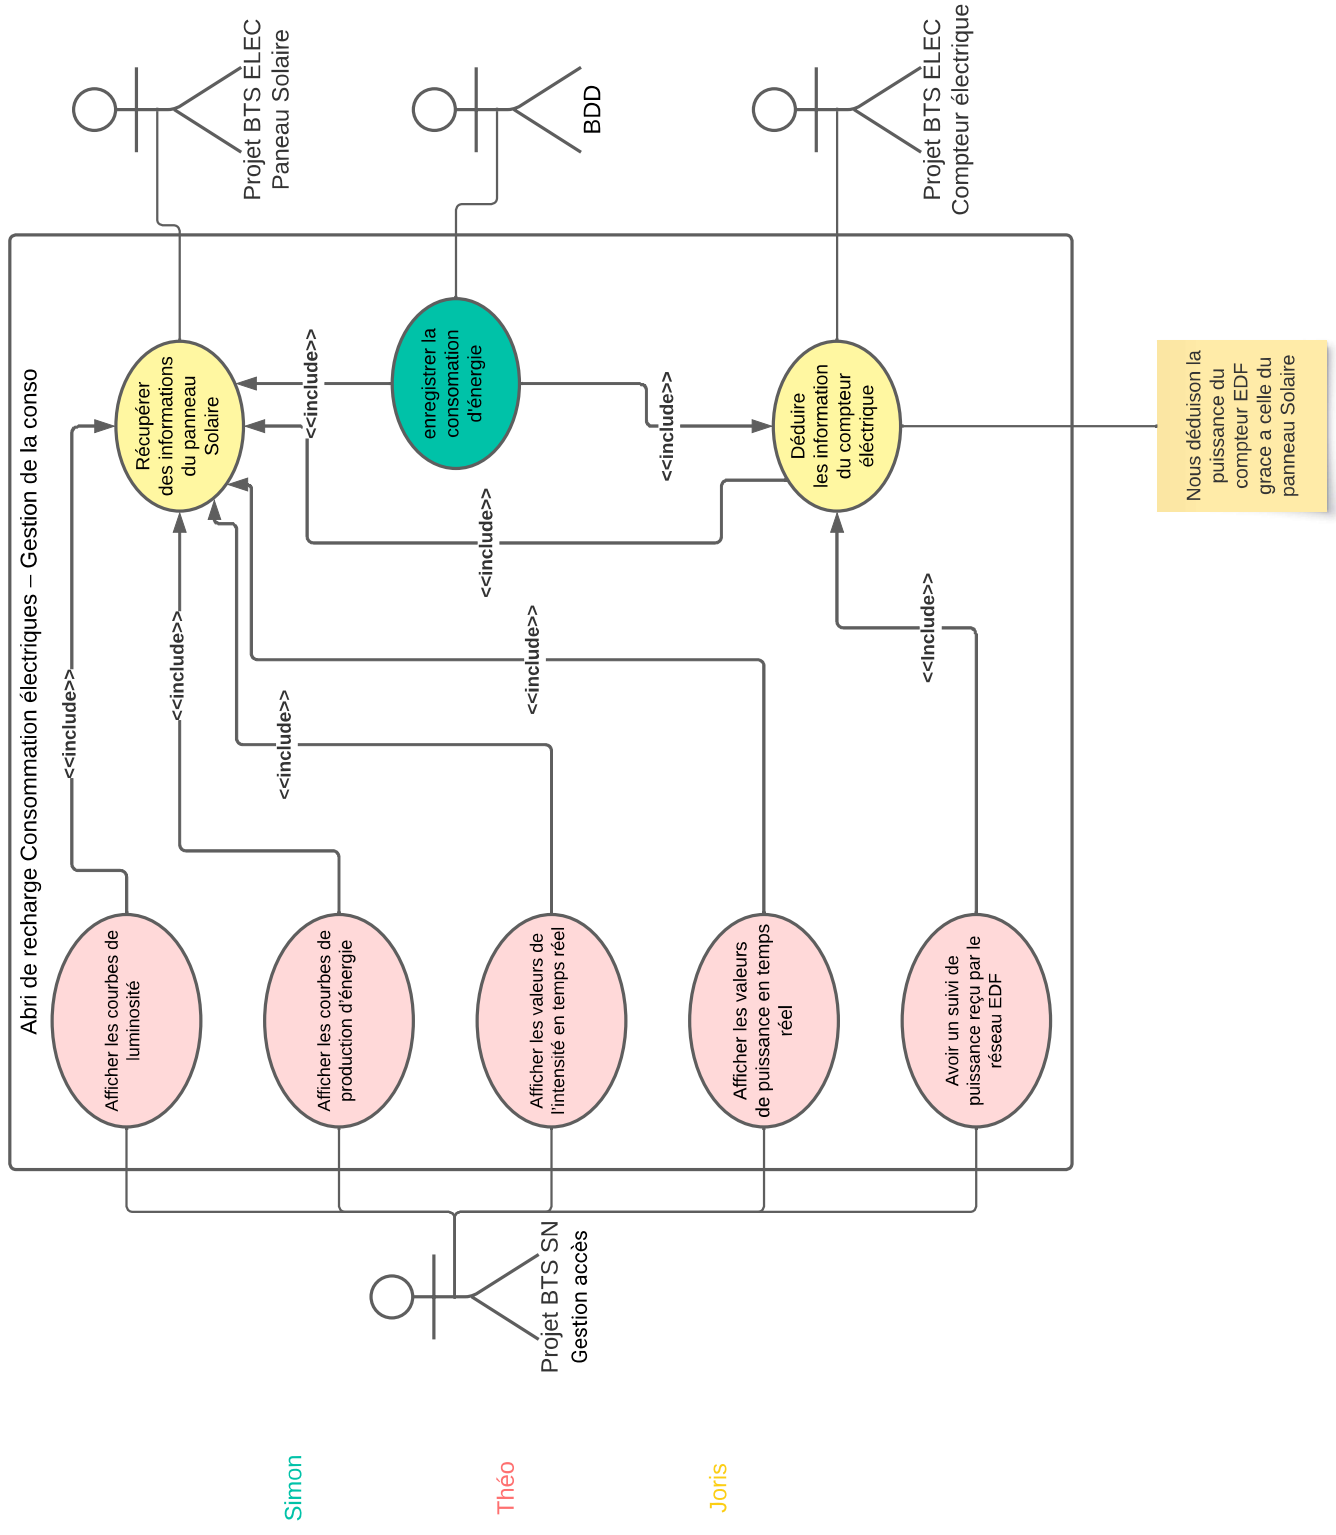 Abri de recharge Consommation électriques – Gestion de la conso
Projet BTS SN
Gestion accès
Afficher les courbes de
luminosité
<<include>>
Récupérer
des informations
du panneau
Solaire
Projet BTS ELEC
Paneau Solaire
Afficher les courbes de
production d'énergie
<<include>>
<<include>>
Afficher les valeurs de
l'intensité en temps réel
<<include>>
enregistrer la
consomation
d'énergie
BDD
<<include>>
<<include>>
Afficher les valeurs
de puissance en temps
réel
<<include>>
Déduire
les information
du compteur
éléctrique
Projet BTS ELEC
Compteur électrique
Avoir un suivi de
puissance reçu par le
réseau EDF
<<Include>>
Nous déduison la
puissance du
compteur EDF
grace a celle du
panneau Solaire
Simon
Théo
Joris